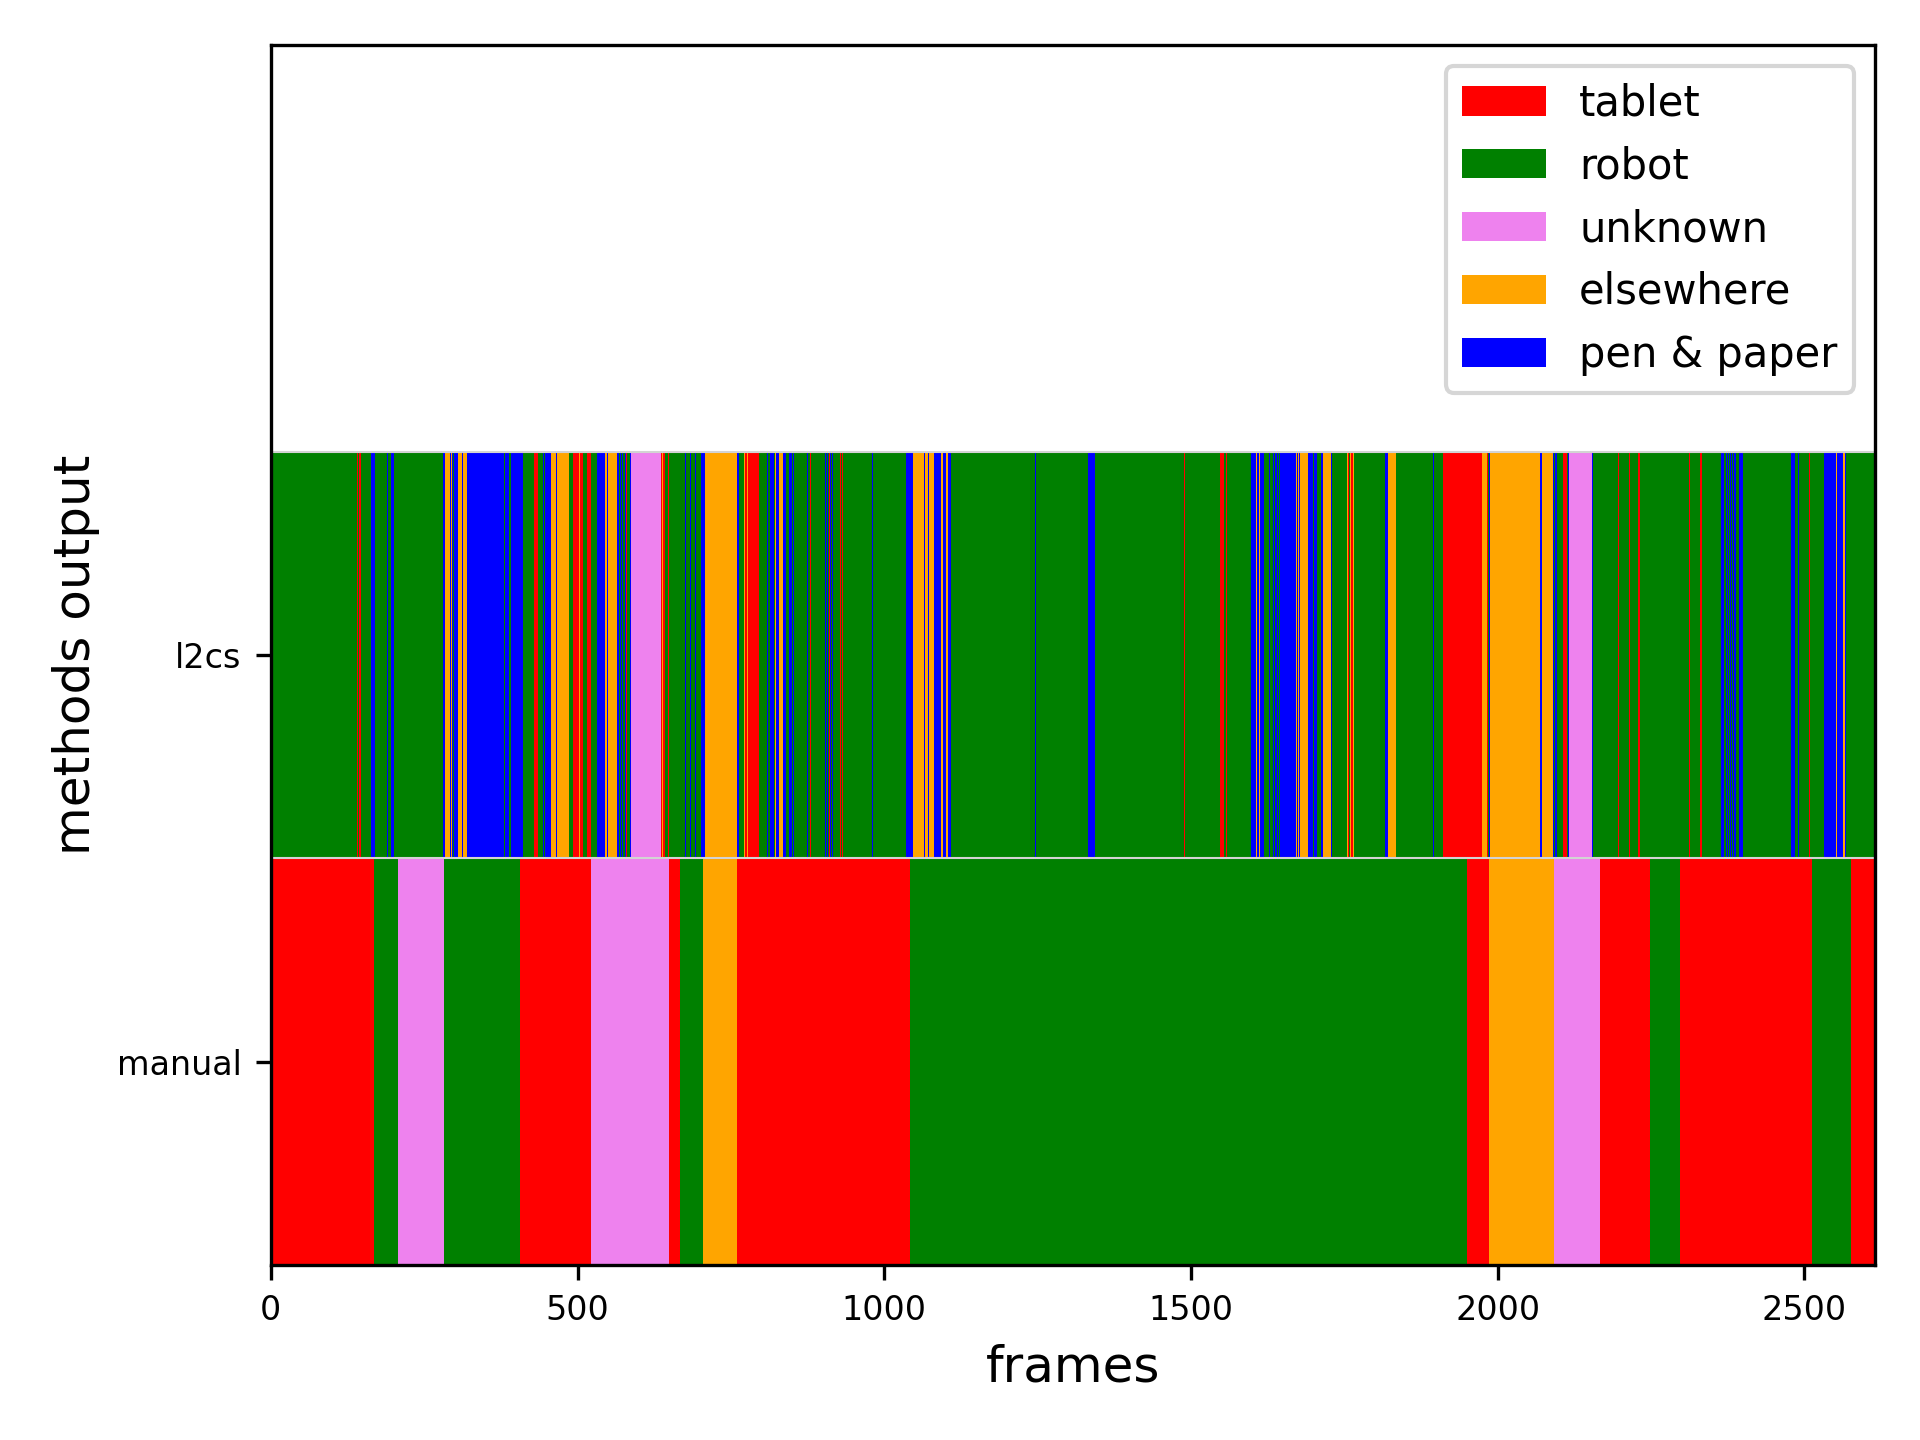 tablet
robot
unknown
elsewhere
pen & paper
methods output
l2cs
manual
0 500 1000 1500 2000 2500
frames